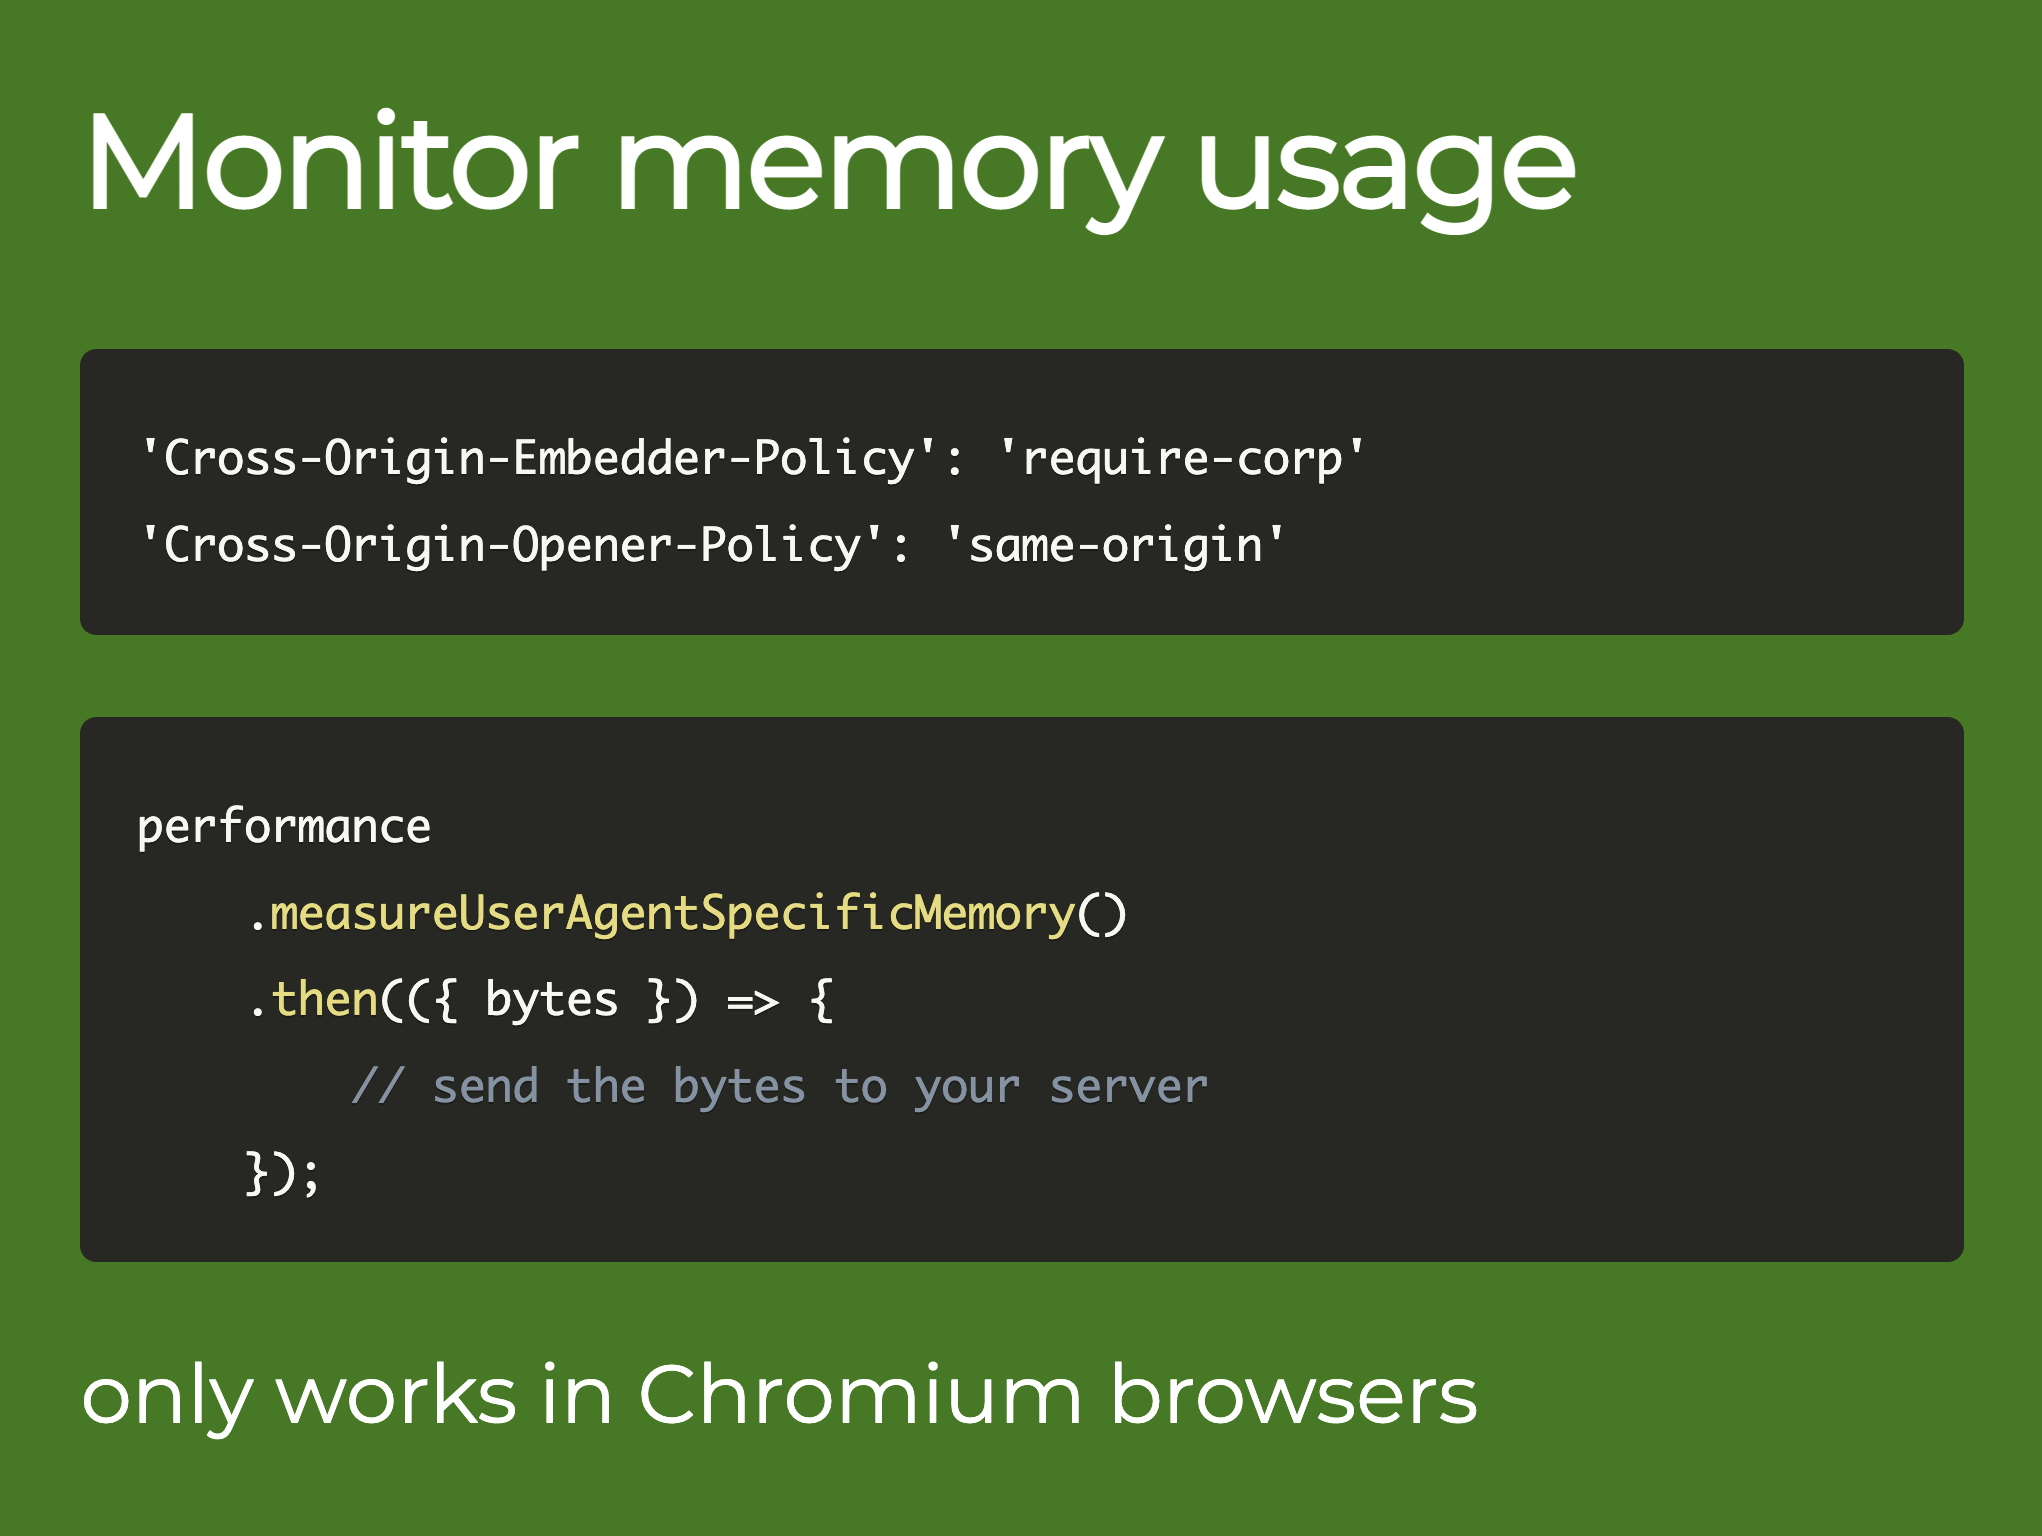 Monitor memory usage
'Cross-Origin-Embedder-Policy': 'require-corp'
'Cross-Origin-Opener-Policy': 'same-origin'
performance
    .measureUserAgentSpecificMemory()
    .then(({ bytes }) => {
        // send the bytes to your server
    });
only works in Chromium browsers